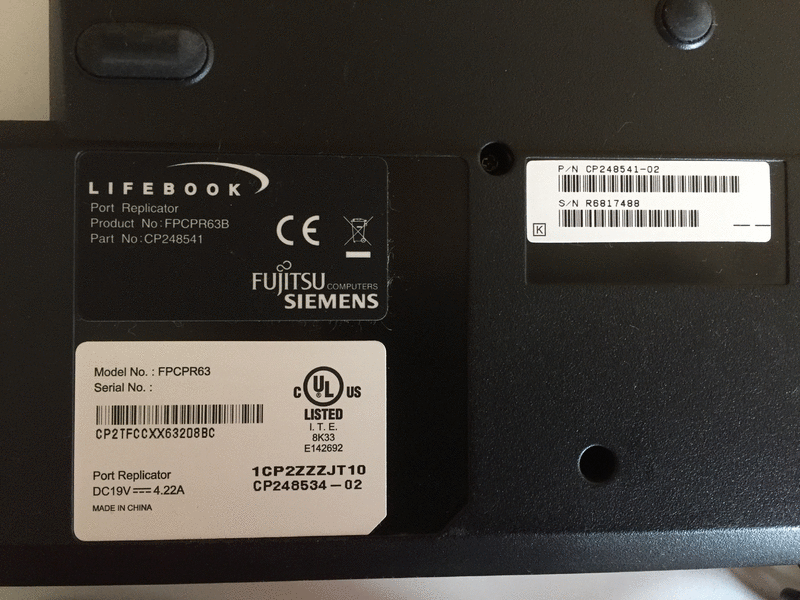 LIFEBOOK
Port Replicator
Product No:FPCPR63B
Part No:CP248541
CE
FUJITSU COMPUTERS
SIEMENS
P/N CP248541-02
S/N R6817488
K
Model No. : FPCPR63
Serial No. :
CP2TFCCXX63208BC
C UL US
LISTED
I. T. E.
8K33
E142692
Port Replicator
DC19V 4.22A
MADE IN CHINA
1CP2ZZZJT10
CP248534-02